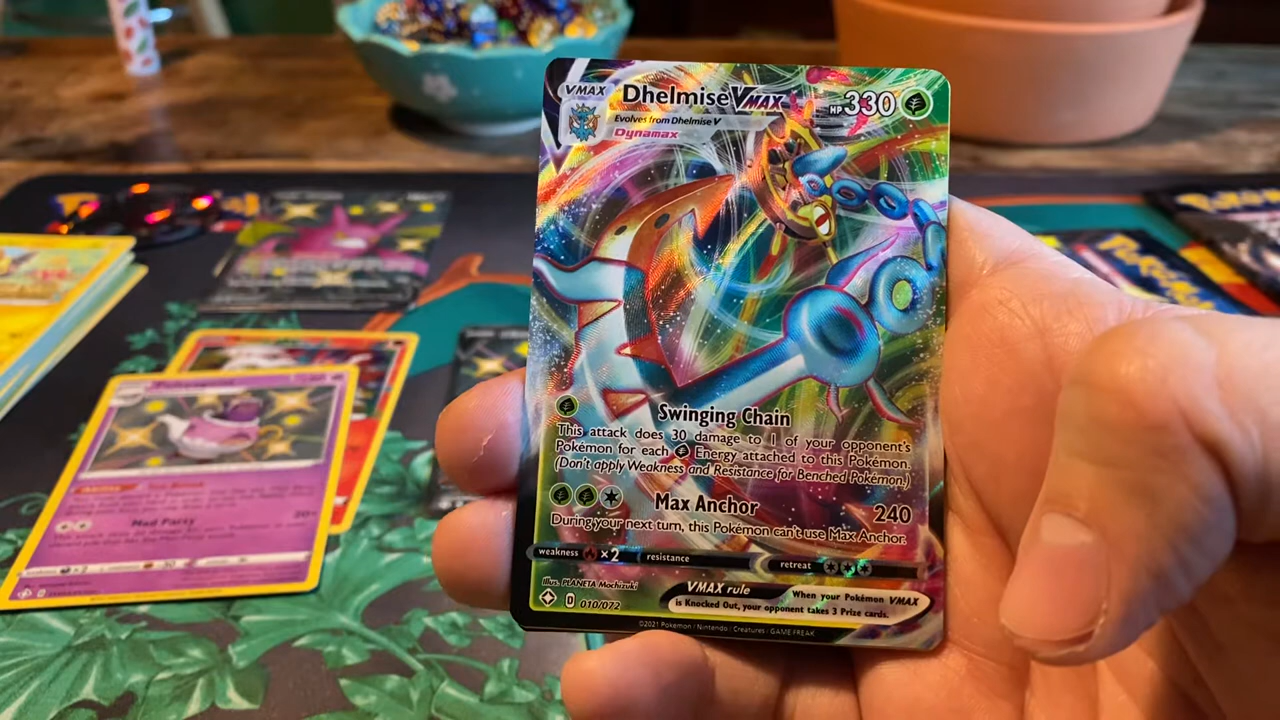 VMAX
Dhelmise VMAX
HP 330
Evolves from Dhelmise V
Dynamax
Swinging Chain
This attack does 30 damage to 1 of your opponent's
Pokémon for each Energy attached to this Pokémon.
(Don't apply Weakness and Resistance for Benched Pokémon.)
Max Anchor 240
During your next turn, this Pokémon can't use Max Anchor.
weakness ×2 resistance retreat
Illus. PLANETA Mochizuki
D 010/072
VMAX rule
When your Pokémon VMAX
is Knocked Out, your opponent takes 3 Prize cards.
©2021 Pokémon / Nintendo / Creatures / GAME FREAK
Mad Party
POKÉMON